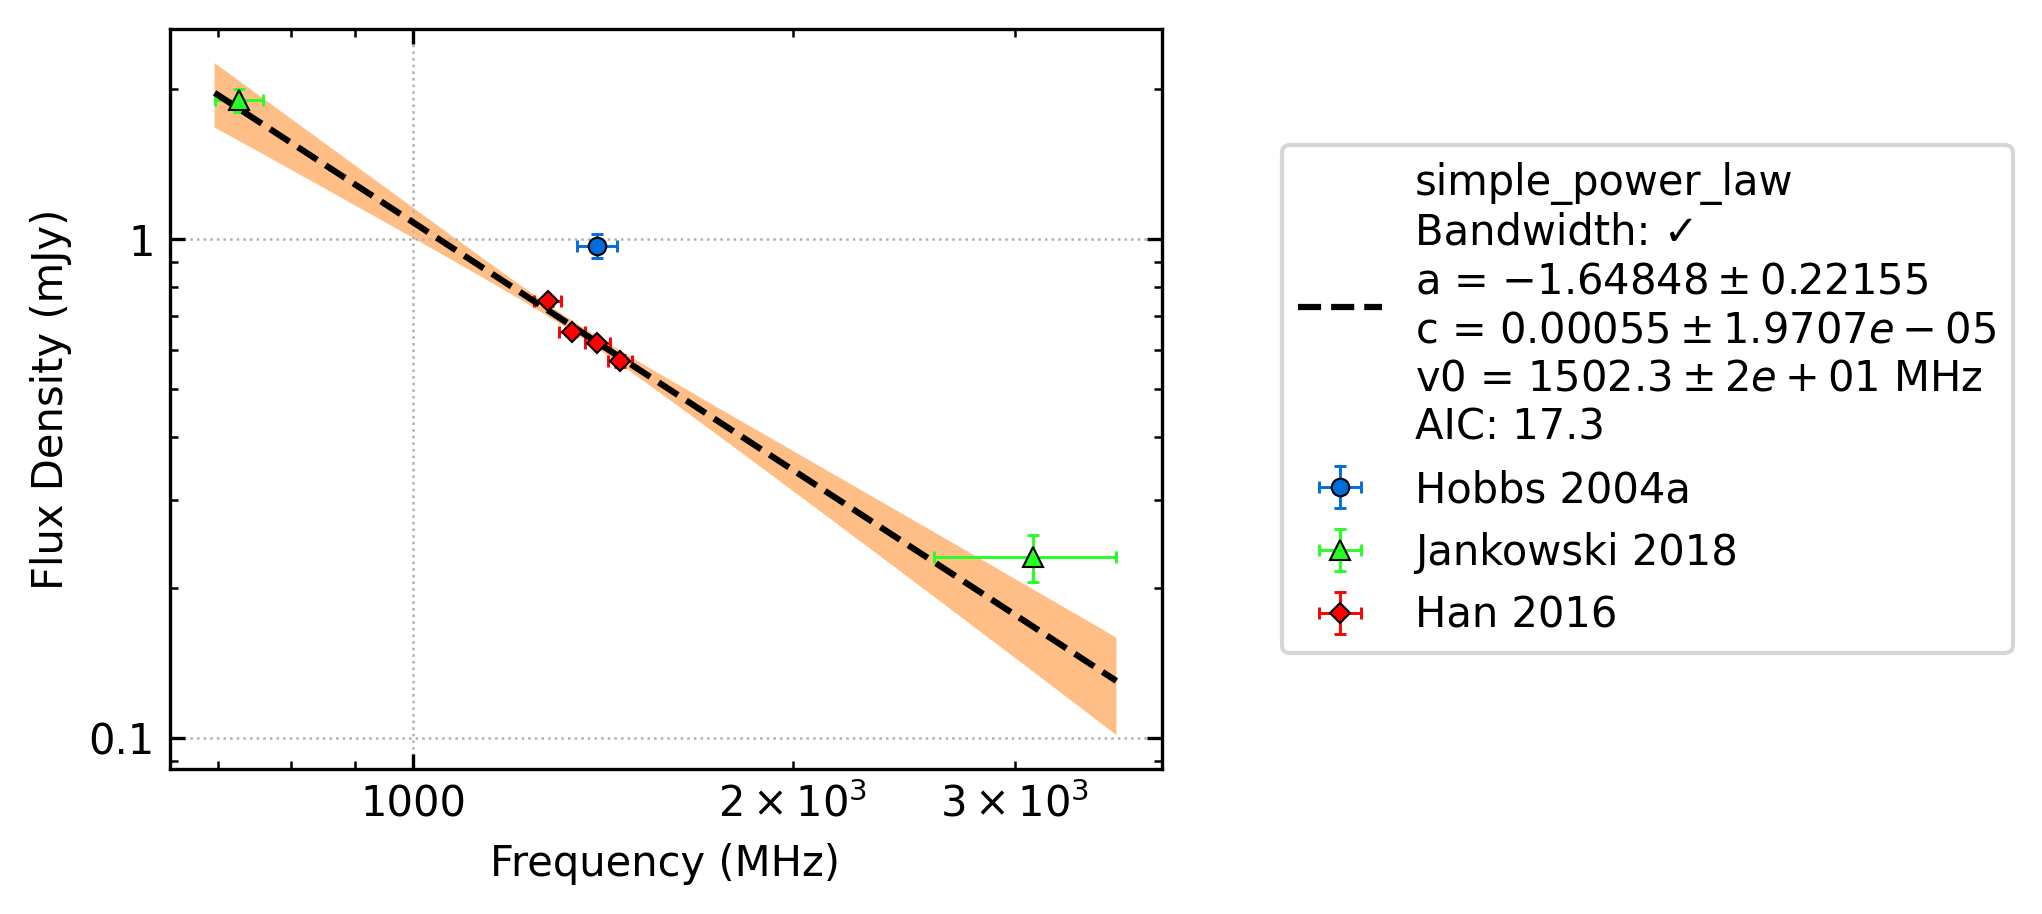 1
0.1
Flux Density (mJy)
1000
2 × 10³
3 × 10³
Frequency (MHz)
simple_power_law
Bandwidth: ✓
a = −1.64848 ± 0.22155
c = 0.00055 ± 1.9707e − 05
v0 = 1502.3 ± 2e + 01 MHz
AIC: 17.3
Hobbs 2004a
Jankowski 2018
Han 2016